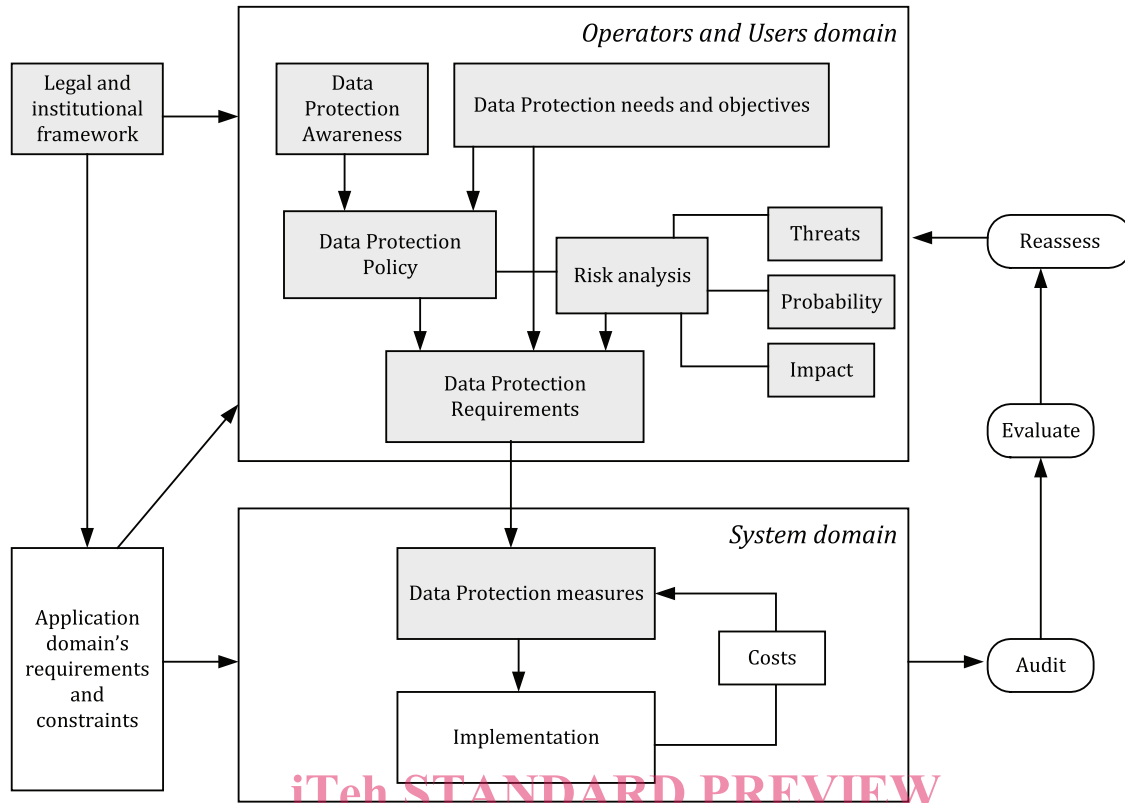 Operators and Users domain
Legal and
institutional
framework
Data
Protection
Awareness
Data Protection needs and objectives
Data Protection
Policy
Risk analysis
Threats
Probability
Impact
Data Protection
Requirements
Reassess
Evaluate
Audit
System domain
Application
domain’s
requirements
and
constraints
Data Protection measures
Costs
Implementation
iTeh STANDARD PREVIEW